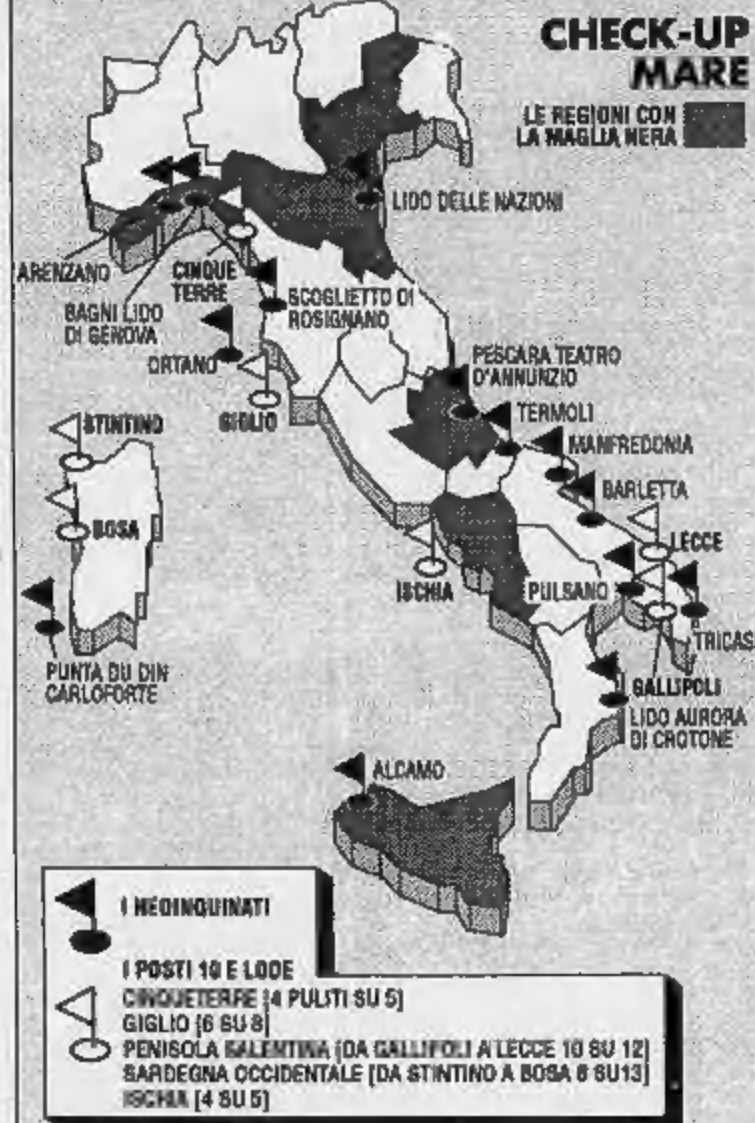 CHECK-UP
MARE
LE REGIONI CON
LA MAGLIA NERA
LIDO DELLE NAZIONI
ARENZANO
CINQUE
TERRE
BAGNI LIDO
DI GENOVA
SCOGLIETTO DI
ROSIGNANO
ORTANO
GIGLIO
PESCARA TEATRO
D'ANNUNZIO
TERMOLI
MANFREDONIA
BARLETTA
STINTINO
BOSA
LECCE
ISCHIA
PULSANO
TRICAS
PUNTA DU DIN
CARLOFORTE
GALLIPOLI
LIDO AURORA
DI CROTONE
ALCAMO
I NEOINQUINATI
I POSTI 10 E LODE
CINQUETERRE [4 PULITI SU 5]
GIGLIO [6 SU 8]
PENISOLA SALENTINA [DA GALLIPOLI A LECCE 10 SU 12]
SARDEGNA OCCIDENTALE [DA STINTINO A BOSA 6 SU13]
ISCHIA [4 SU 5]